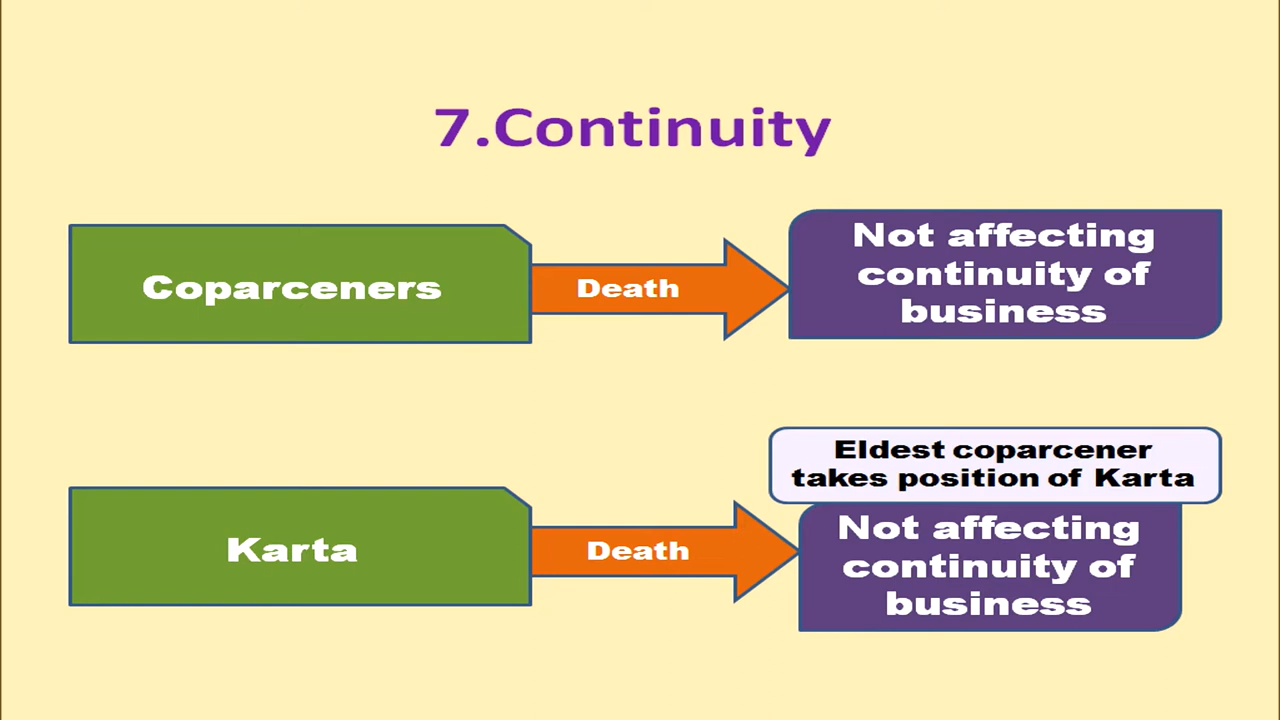 7.Continuity
Coparceners
Death
Not affecting
continuity of
business
Eldest coparcener
takes position of Karta
Karta
Death
Not affecting
continuity of
business